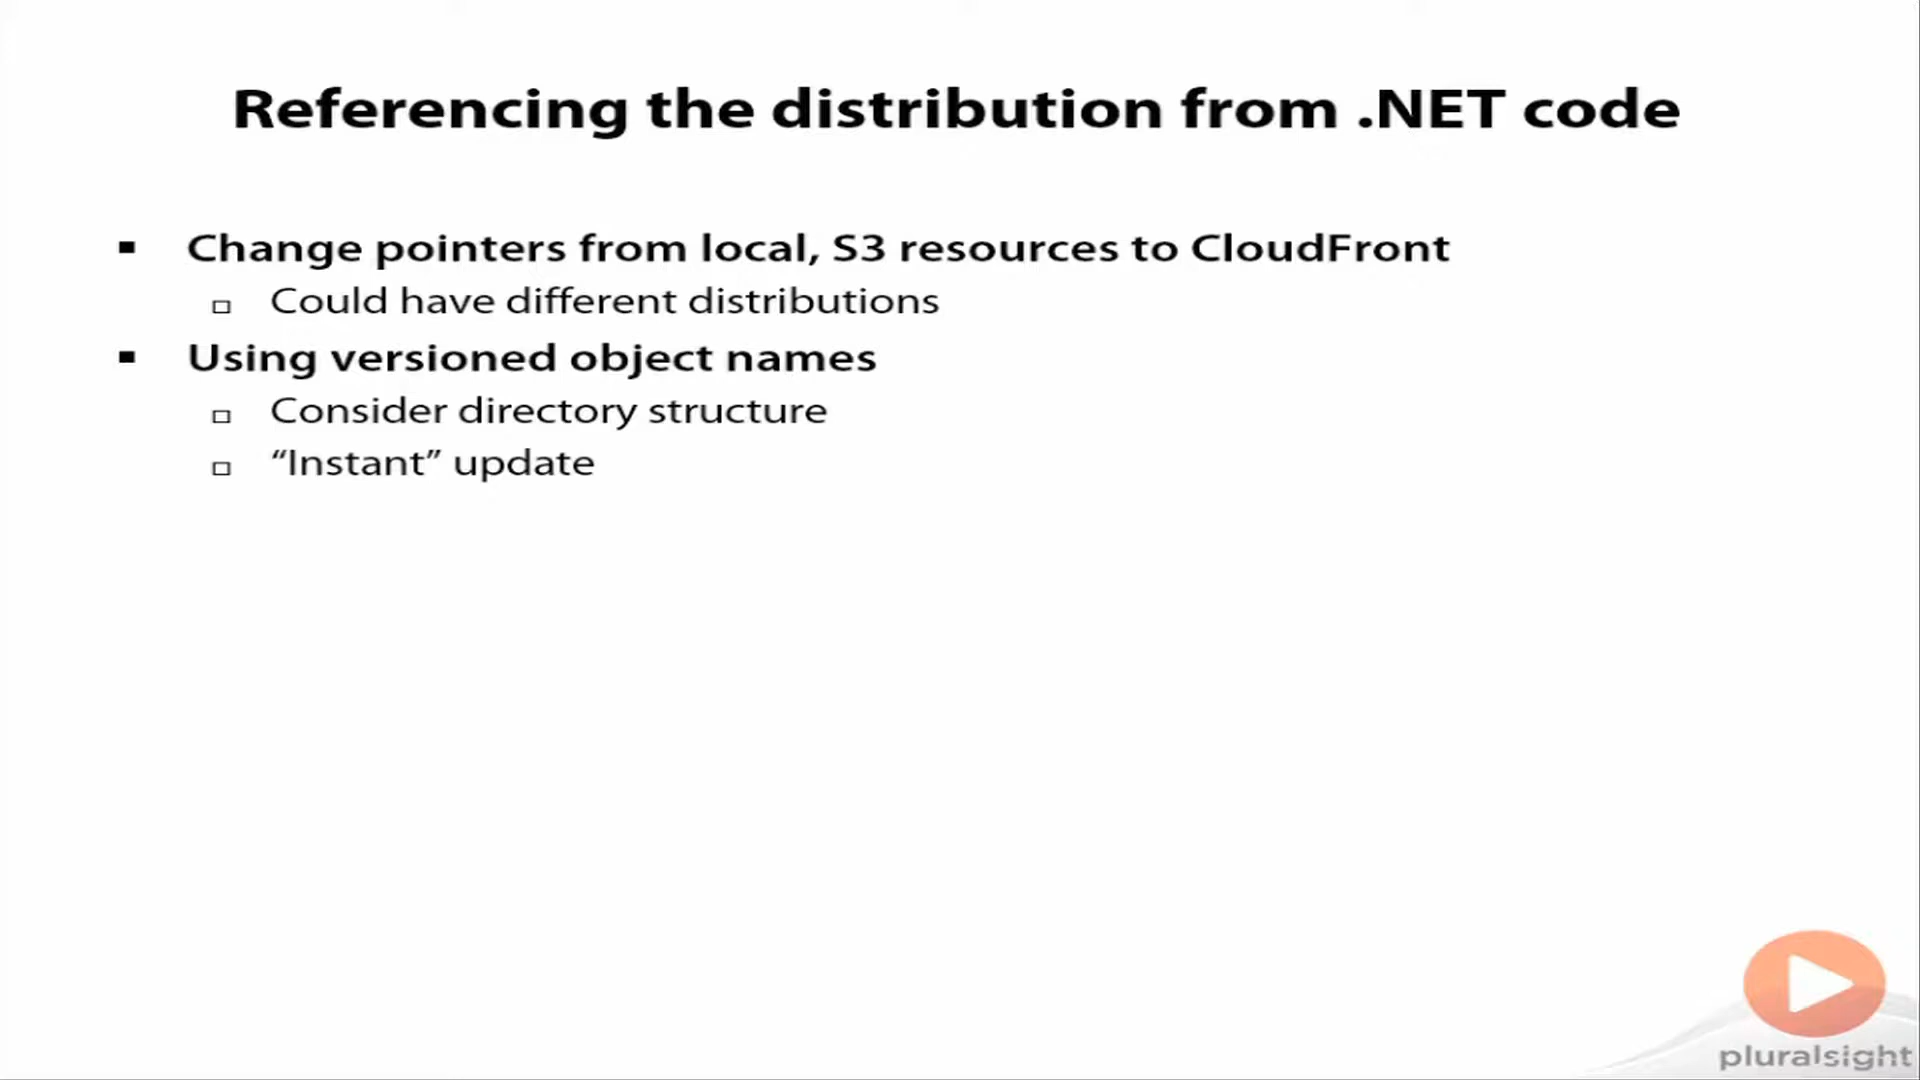 Referencing the distribution from .NET code
Change pointers from local, S3 resources to CloudFront
Could have different distributions
Using versioned object names
Consider directory structure
“Instant” update
pluralsight